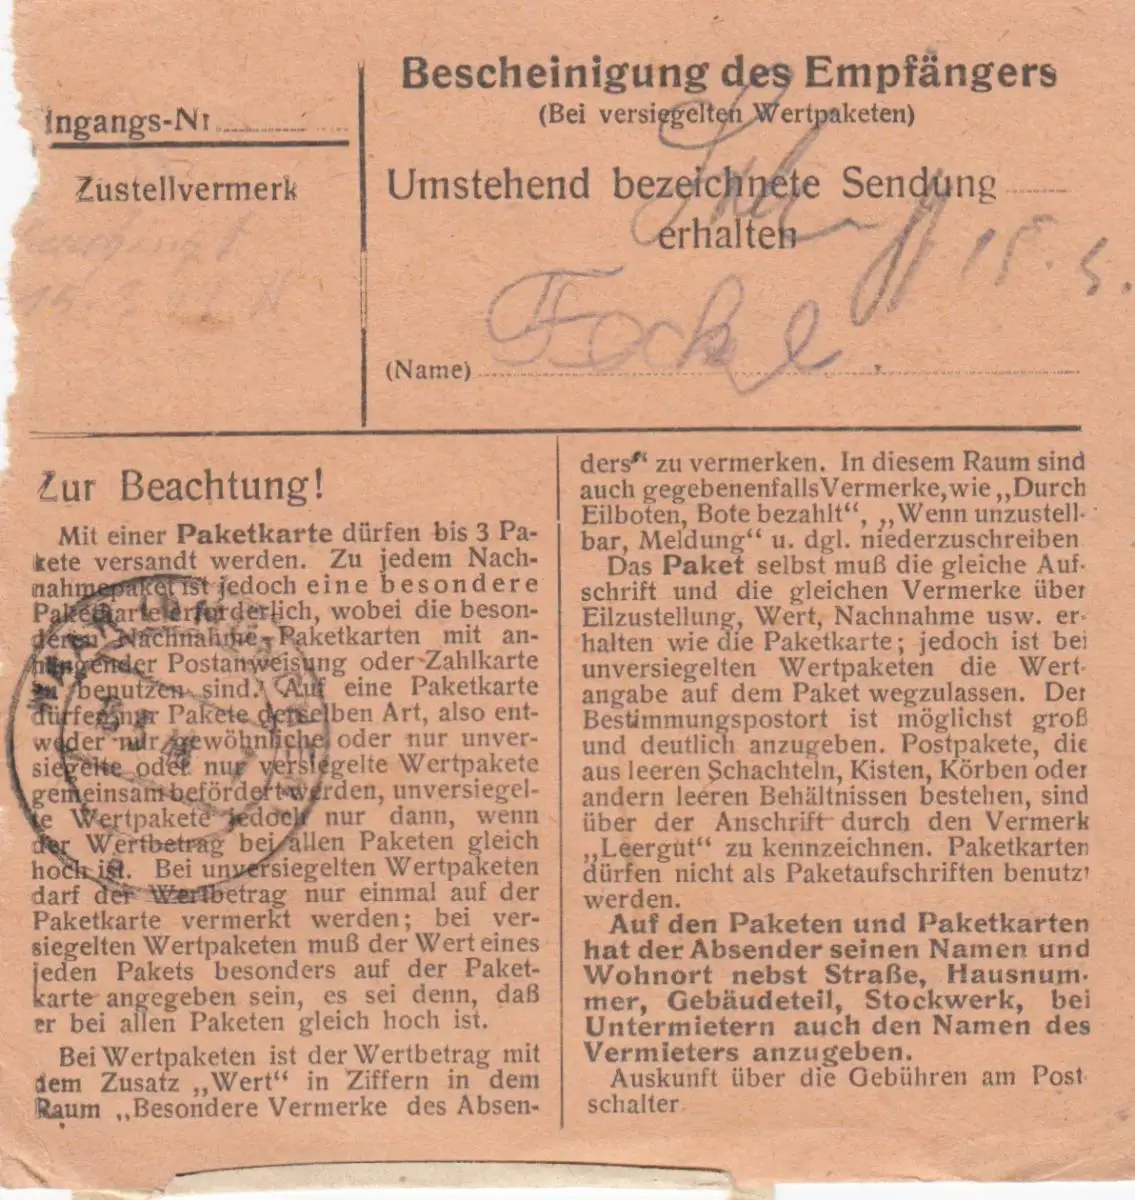 Eingangs-Nr.
Zustellvermerk
Bescheinigung des Empfängers
(Bei versiegelten Wertpaketen)
Umstehend bezeichnete Sendung
erhalten
15. 3.
Focke
(Name)
Zur Beachtung!
Mit einer Paketkarte dürfen bis 3 Pa-
kete versandt werden. Zu jedem Nach-
nahmepaket ist jedoch eine besondere
Paketkarte erforderlich, wobei die beson-
deren Nachnahme-Paketkarten mit an-
hängender Postanweisung oder Zahlkarte
zu benutzen sind. Auf eine Paketkarte
dürfen nur Pakete derselben Art, also ent-
weder nur gewöhnliche oder nur unver-
siegelte oder nur versiegelte Wertpakete
gemeinsam befördert werden, unversiegel-
te Wertpakete jedoch nur dann, wenn
der Wertbetrag bei allen Paketen gleich
hoch ist. Bei unversiegelten Wertpaketen
darf der Wertbetrag nur einmal auf der
Paketkarte vermerkt werden; bei ver-
siegelten Wertpaketen muß der Wert eines
jeden Pakets besonders auf der Paket-
karte angegeben sein, es sei denn, daß
er bei allen Paketen gleich hoch ist.
Bei Wertpaketen ist der Wertbetrag mit
dem Zusatz „Wert“ in Ziffern in dem
Raum „Besondere Vermerke des Absen-
ders“ zu vermerken. In diesem Raum sind
auch gegebenenfalls Vermerke, wie „Durch
Eilboten, Bote bezahlt“, „Wenn unzustell-
bar, Meldung“ u. dgl. niederzuschreiben
Das Paket selbst muß die gleiche Auf-
schrift und die gleichen Vermerke über
Eilzustellung, Wert, Nachnahme usw. er-
halten wie die Paketkarte; jedoch ist bei
unversiegelten Wertpaketen die Wert-
angabe auf dem Paket wegzulassen. Der
Bestimmungspostort ist möglichst groß
und deutlich anzugeben. Postpakete, die
aus leeren Schachteln, Kisten, Körben oder
andern leeren Behältnissen bestehen, sind
über der Anschrift durch den Vermerk
„Leergut“ zu kennzeichnen. Paketkarten
dürfen nicht als Paketaufschriften benutzt
werden.
Auf den Paketen und Paketkarten
hat der Absender seinen Namen und
Wohnort nebst Straße, Hausnum-
mer, Gebäudeteil, Stockwerk, bei
Untermietern auch den Namen des
Vermieters anzugeben.
Auskunft über die Gebühren am Post-
schalter